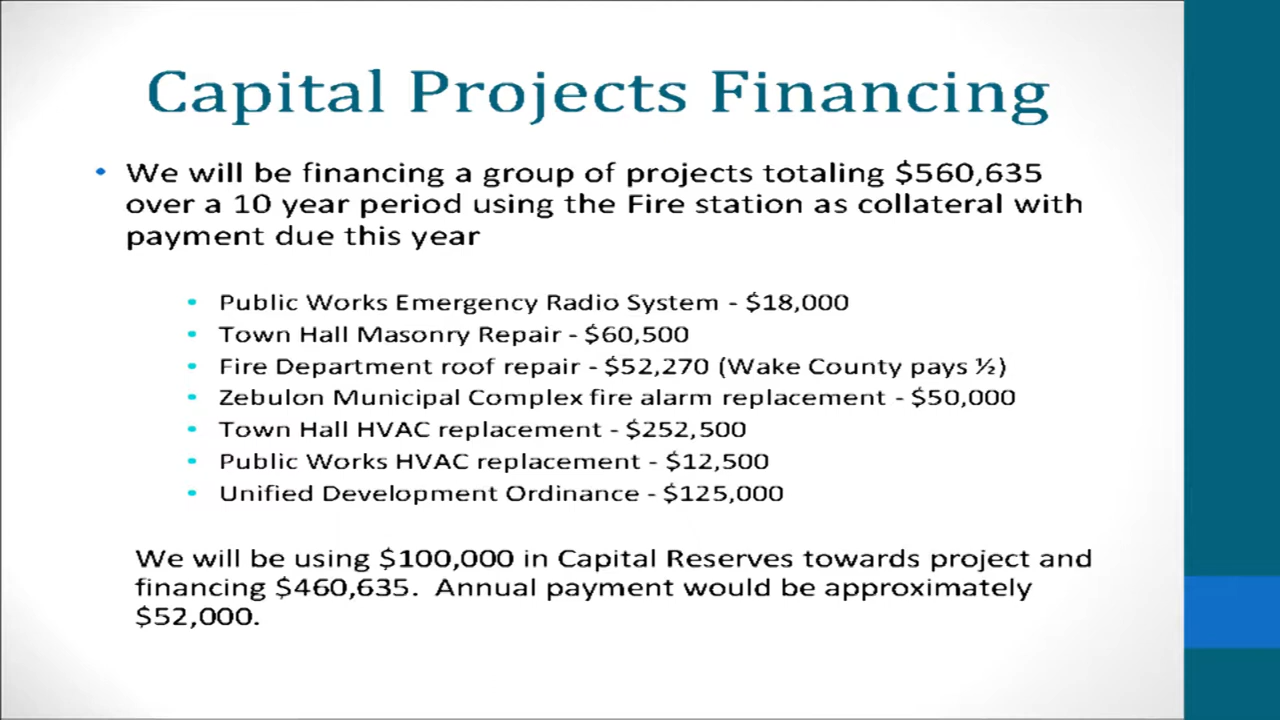 Capital Projects Financing
• We will be financing a group of projects totaling $560,635
over a 10 year period using the Fire station as collateral with
payment due this year
• Public Works Emergency Radio System - $18,000
• Town Hall Masonry Repair - $60,500
• Fire Department roof repair - $52,270 (Wake County pays ½)
• Zebulon Municipal Complex fire alarm replacement - $50,000
• Town Hall HVAC replacement - $252,500
• Public Works HVAC replacement - $12,500
• Unified Development Ordinance - $125,000
We will be using $100,000 in Capital Reserves towards project and
financing $460,635. Annual payment would be approximately
$52,000.